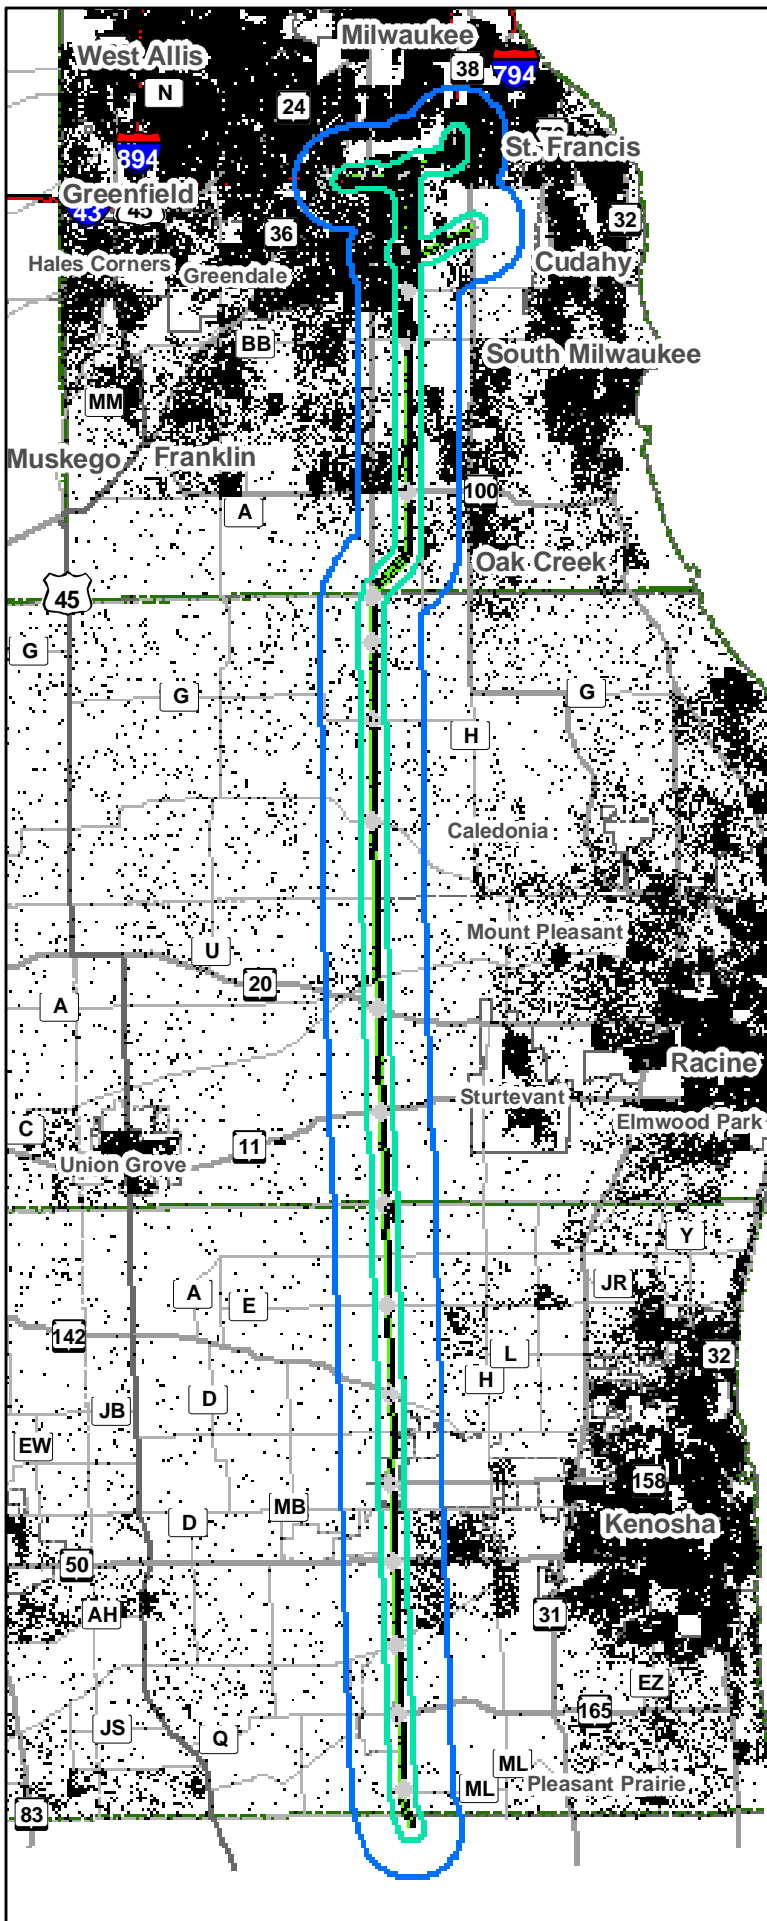 Milwaukee
West Allis
38
794
N
24
894
St. Francis
Greenfield
43
45
32
36
Hales Corners
Cudahy
Greendale
BB
South Milwaukee
MM
Muskego
Franklin
100
A
Oak Creek
45
G
G
G
H
Caledonia
Mount Pleasant
U
20
A
Racine
Sturtevant
C
Elmwood Park
11
Union Grove
Y
A
E
JR
142
L
32
H
D
JB
EW
158
MB
D
Kenosha
50
AH
31
EZ
165
JS
Q
ML
ML
Pleasant Prairie
83